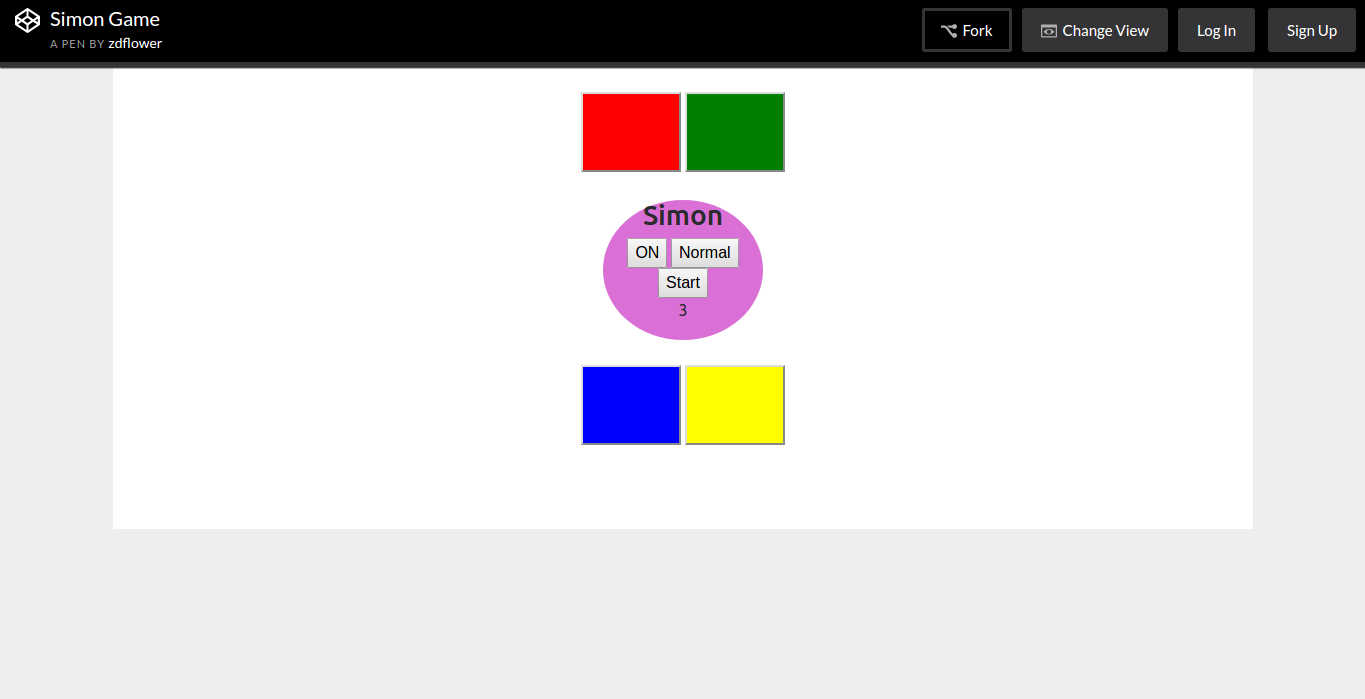 Simon Game
A PEN BY zdflower
Fork
Change View
Log In
Sign Up
Simon
ON Normal
Start
3